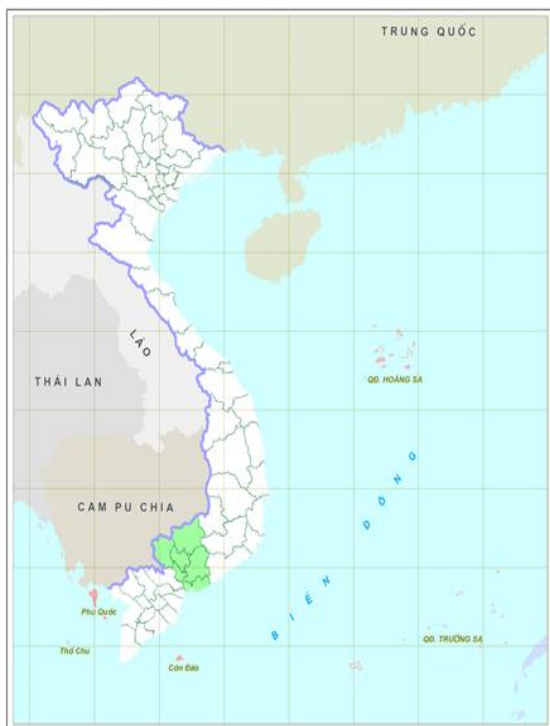 TRUNG QUỐC
LÀO
THÁI LAN
QĐ. HOÀNG SA
CAM PU CHIA
BIỂN ĐÔNG
Phú Quốc
Thổ Chu
Côn Đảo
QĐ. TRƯỜNG SA